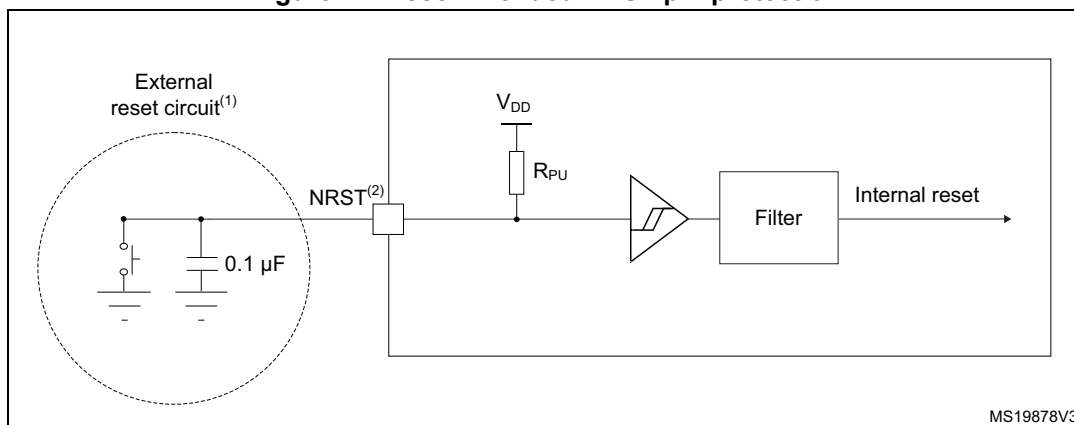 External
reset circuit(1)
VDD
RPU
NRST(2)
Filter
Internal reset
0.1 µF
MS19878V3